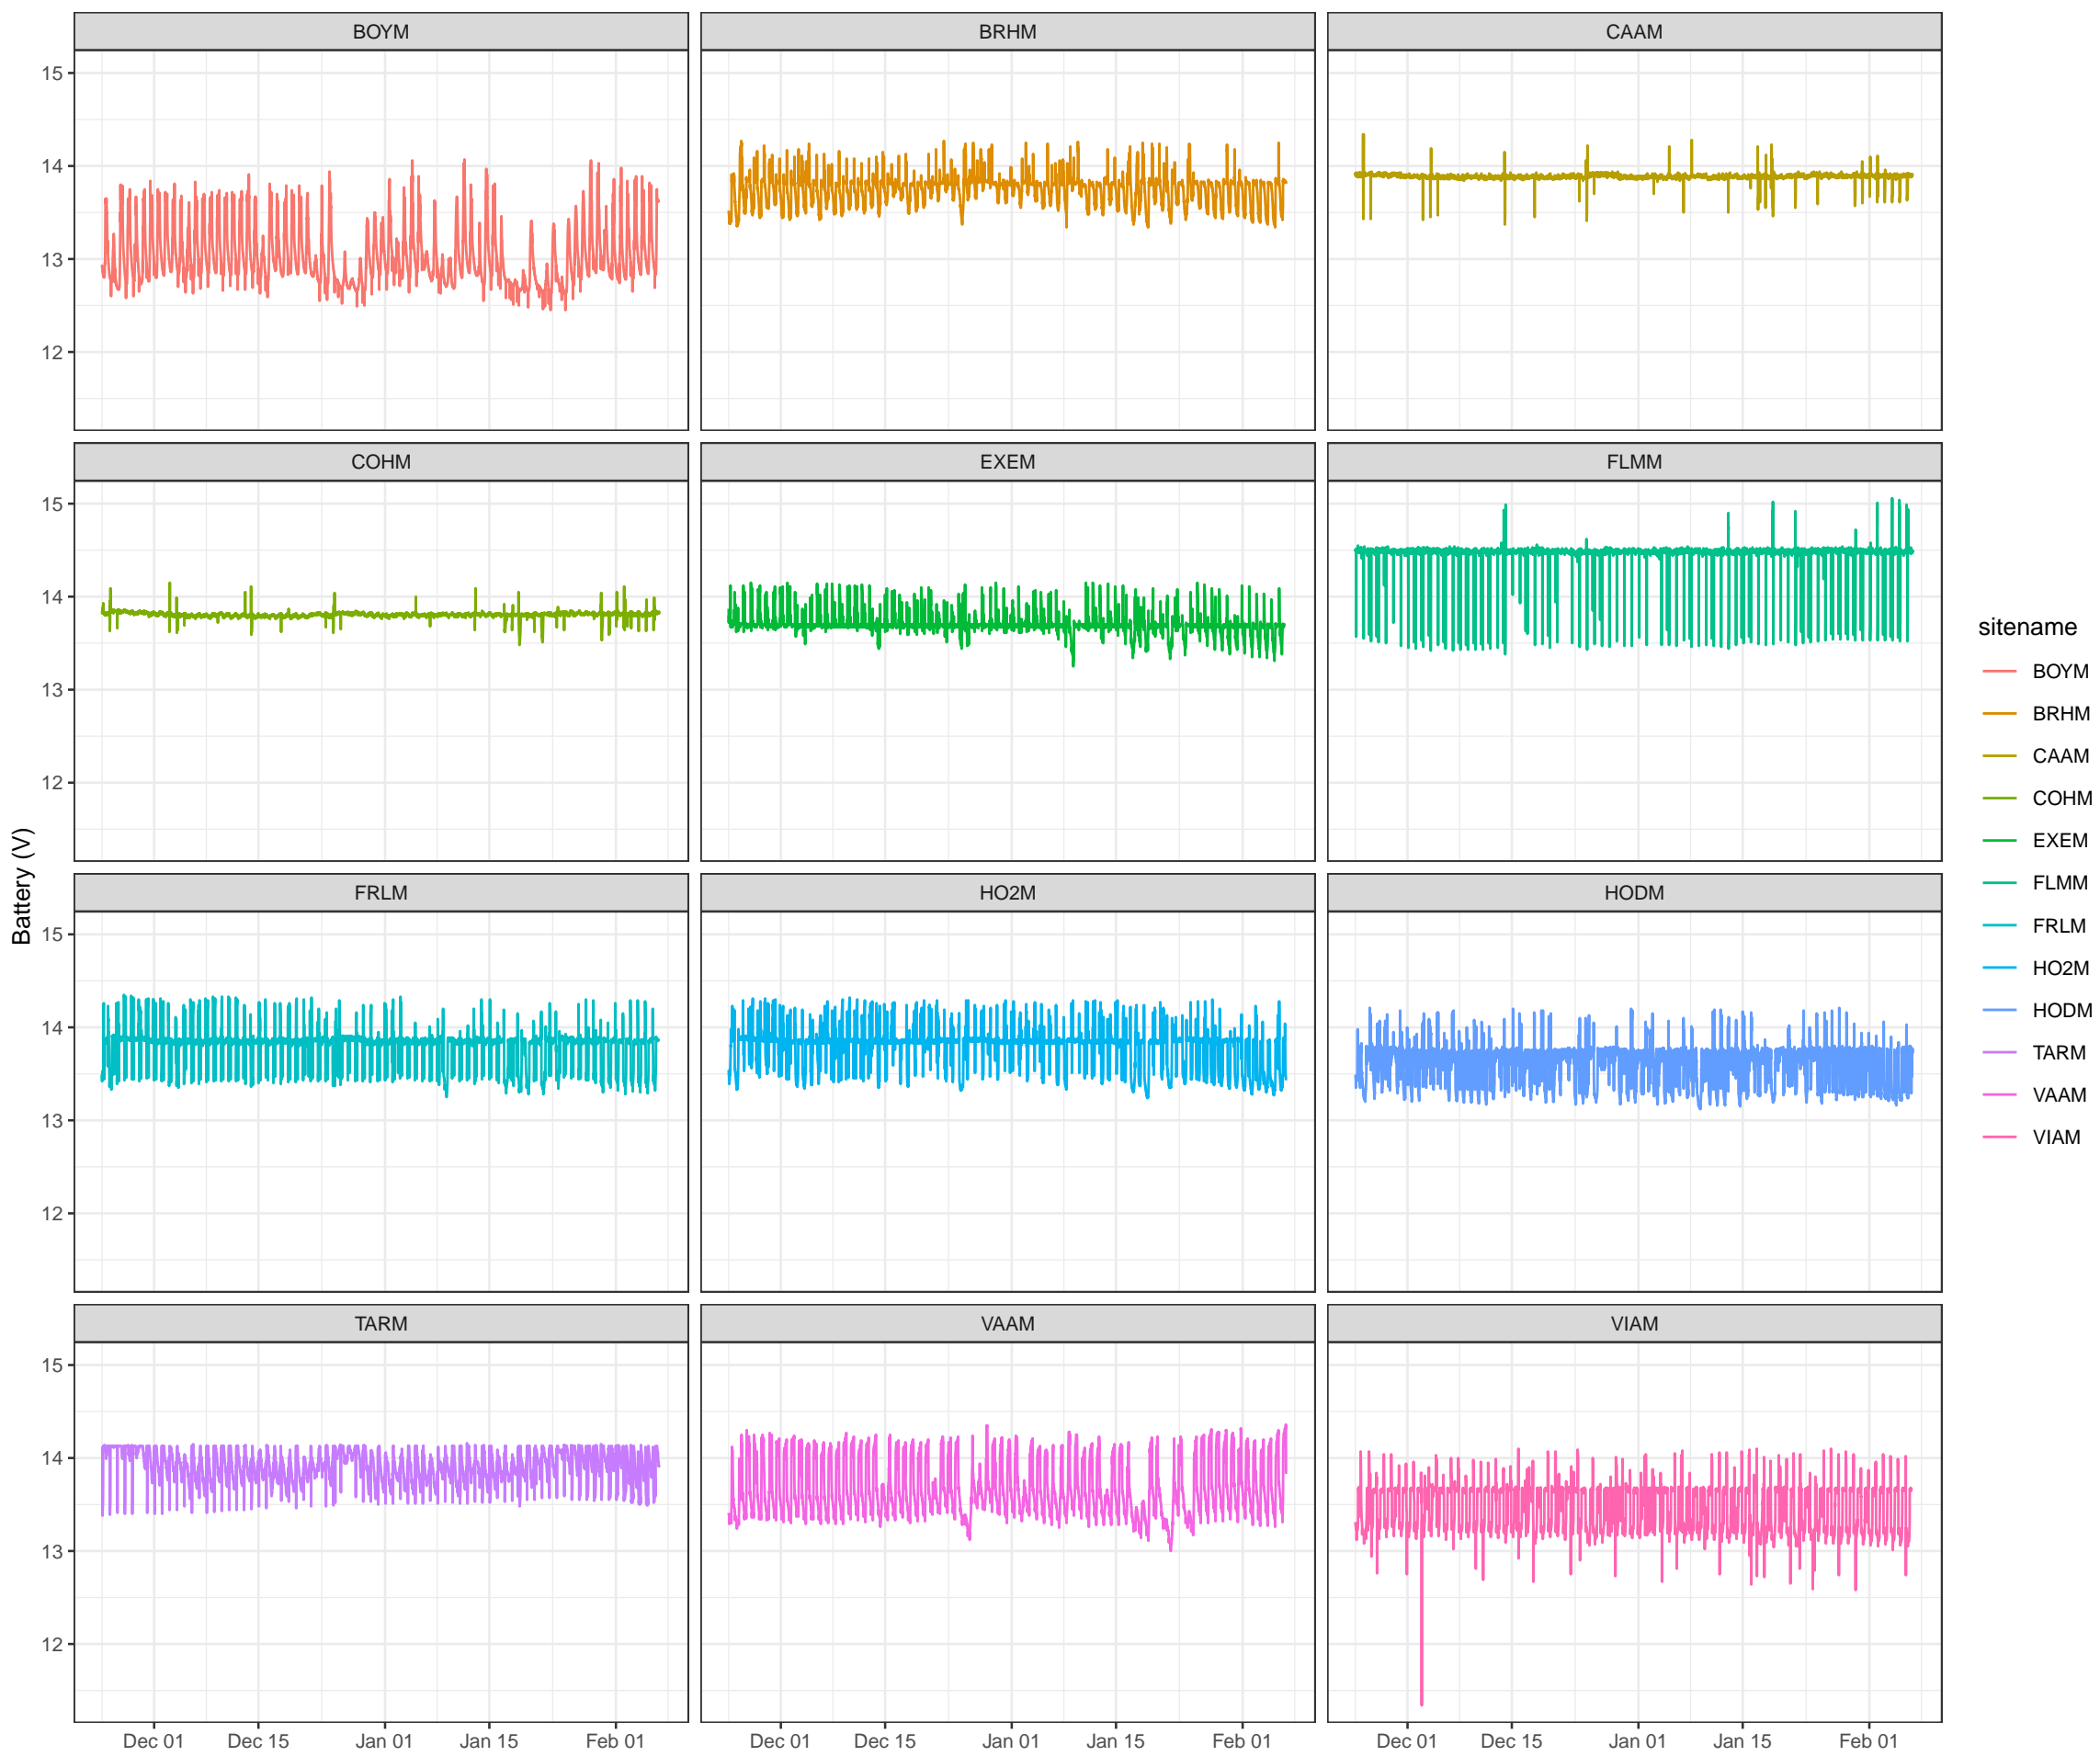 BOYM BRHM CAAM
15
14
13
12
COHM EXEM FLMM
15
14
13
12
FRLM HO2M HODM
15
14
13
12
TARM VAAM VIAM
15
14
13
12
Dec 01 Dec 15 Jan 01 Jan 15 Feb 01 Dec 01 Dec 15 Jan 01 Jan 15 Feb 01 Dec 01 Dec 15 Jan 01 Jan 15 Feb 01
Battery (V)
sitename
BOYM
BRHM
CAAM
COHM
EXEM
FLMM
FRLM
HO2M
HODM
TARM
VAAM
VIAM